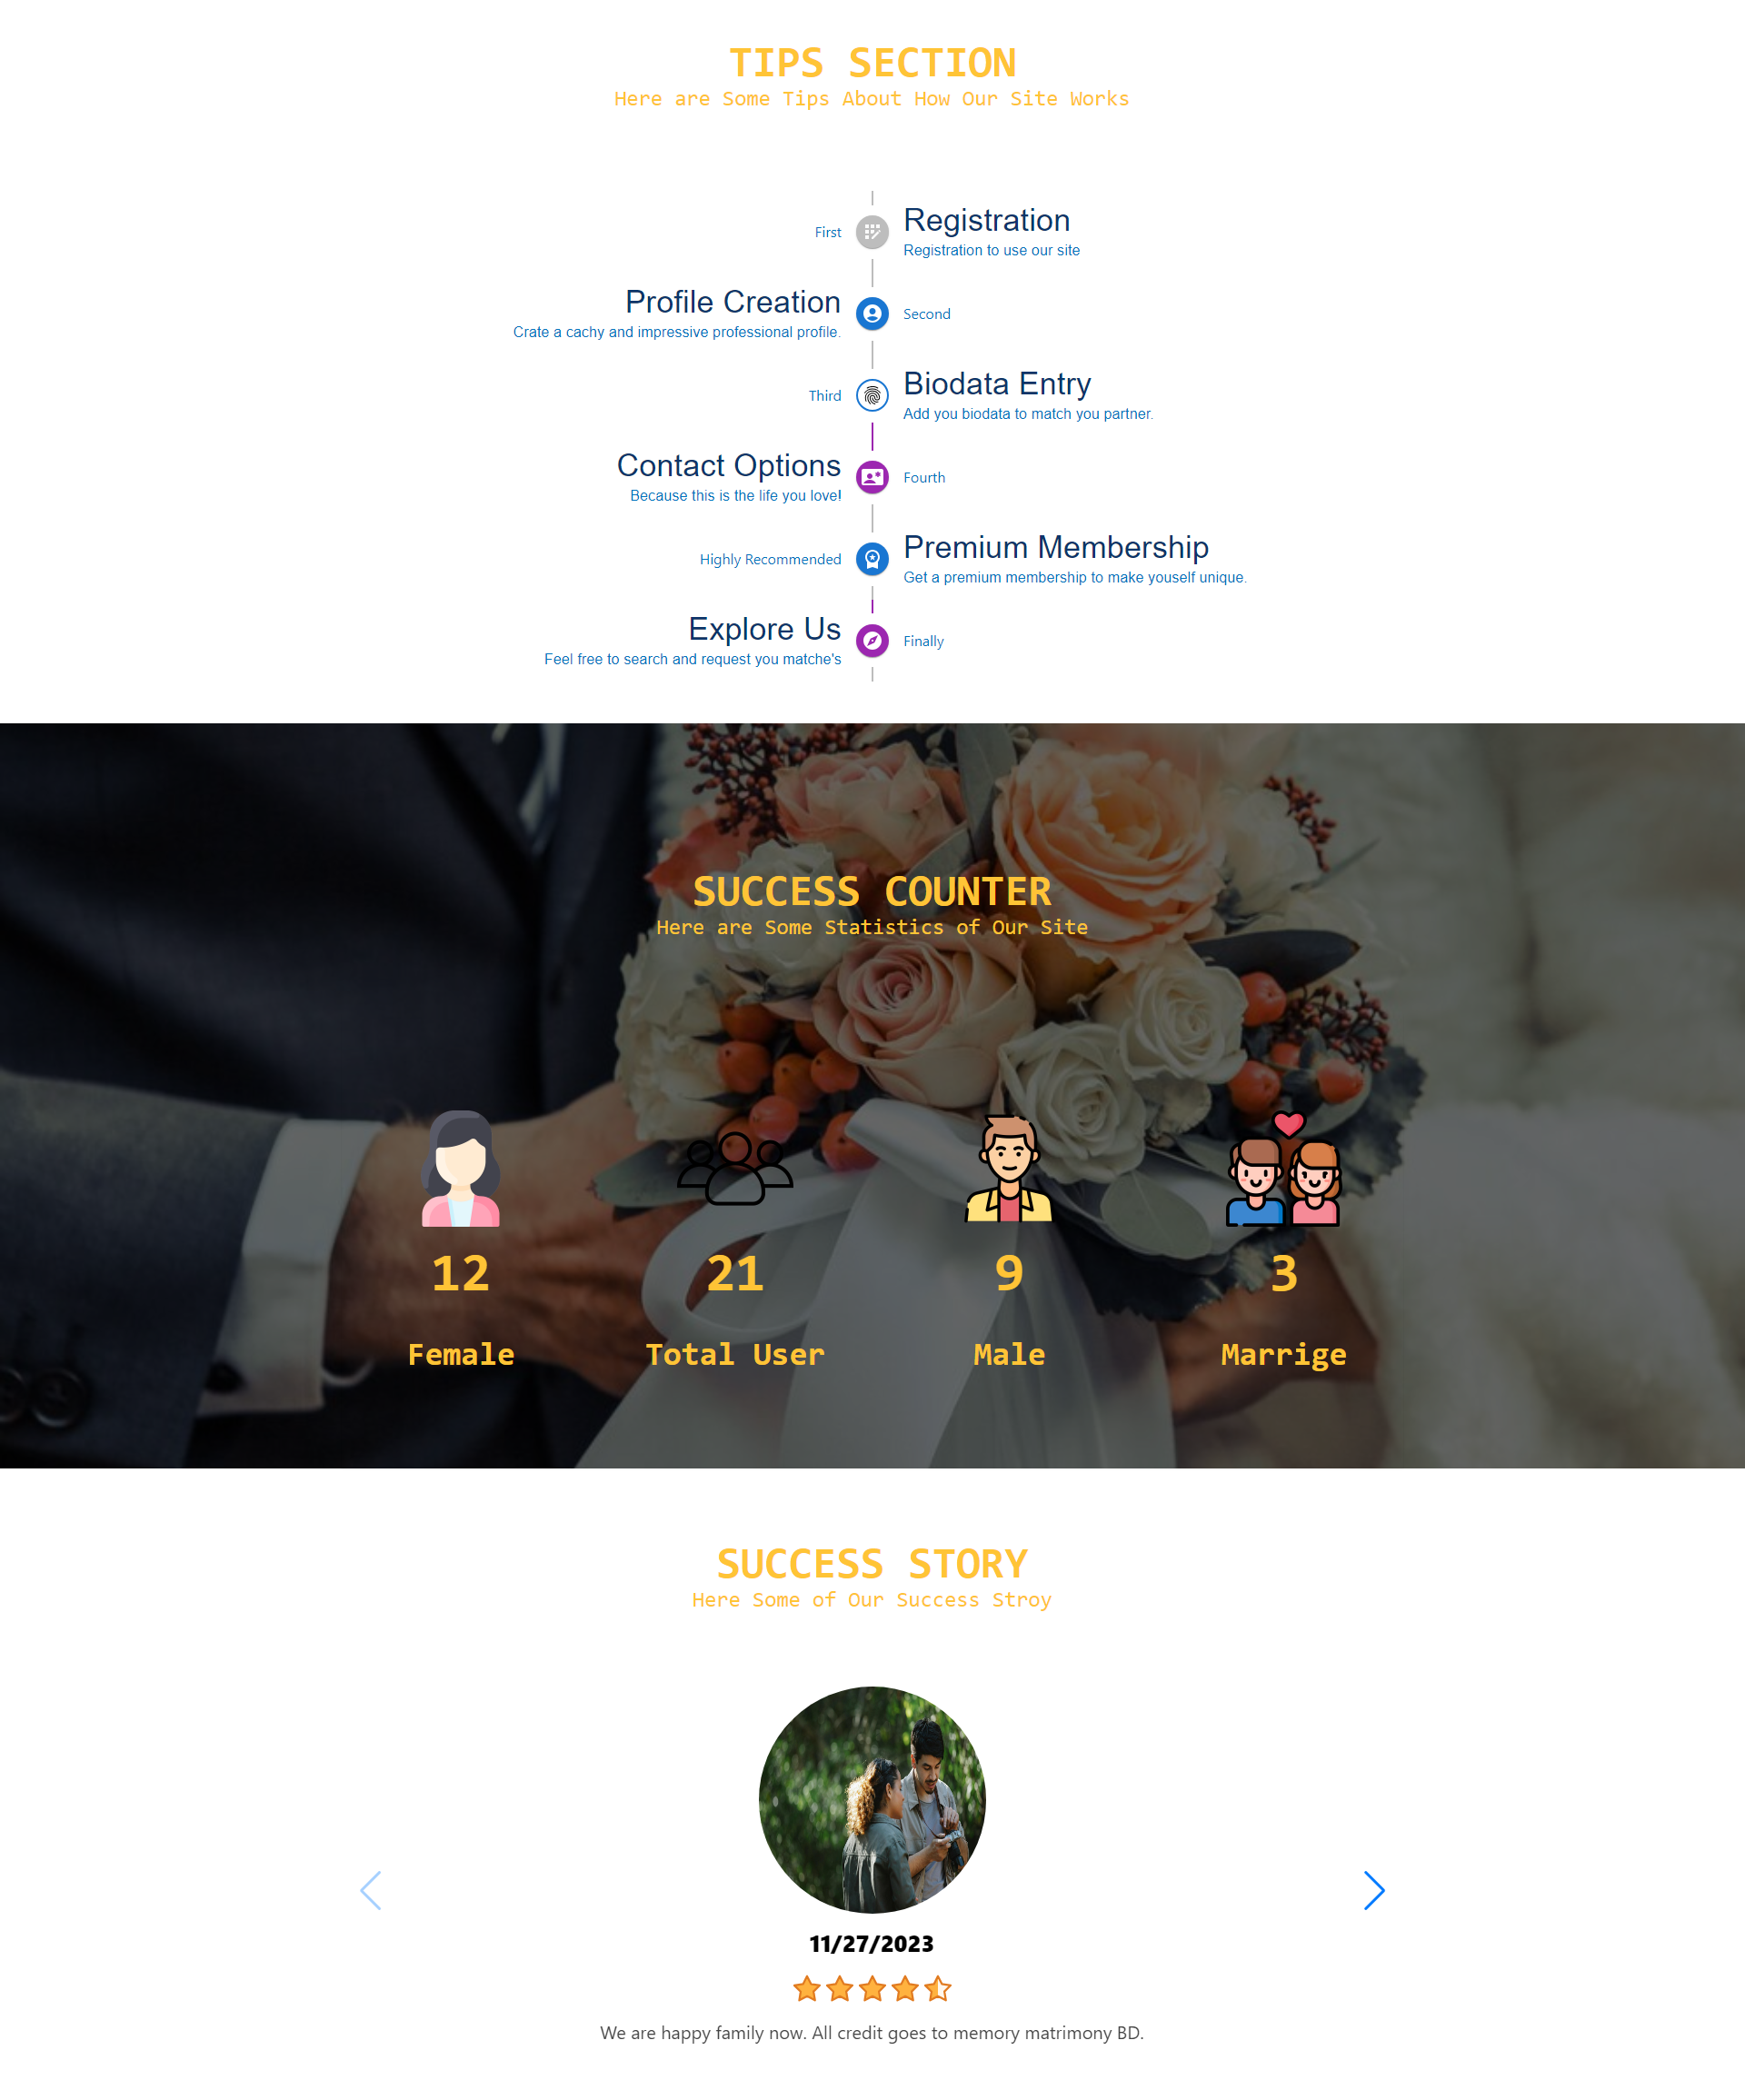 TIPS SECTION
Here are Some Tips About How Our Site Works
First
Registration
Registration to use our site
Profile Creation
Crate a cachy and impressive professional profile.
Second
Third
Biodata Entry
Add you biodata to match you partner.
Contact Options
Because this is the life you love!
Fourth
Highly Recommended
Premium Membership
Get a premium membership to make youself unique.
Explore Us
Feel free to search and request you matche's
Finally
SUCCESS COUNTER
Here are Some Statistics of Our Site
12
21
9
3
Female
Total User
Male
Marrige
SUCCESS STORY
Here Some of Our Success Stroy
11/27/2023
We are happy family now. All credit goes to memory matrimony BD.